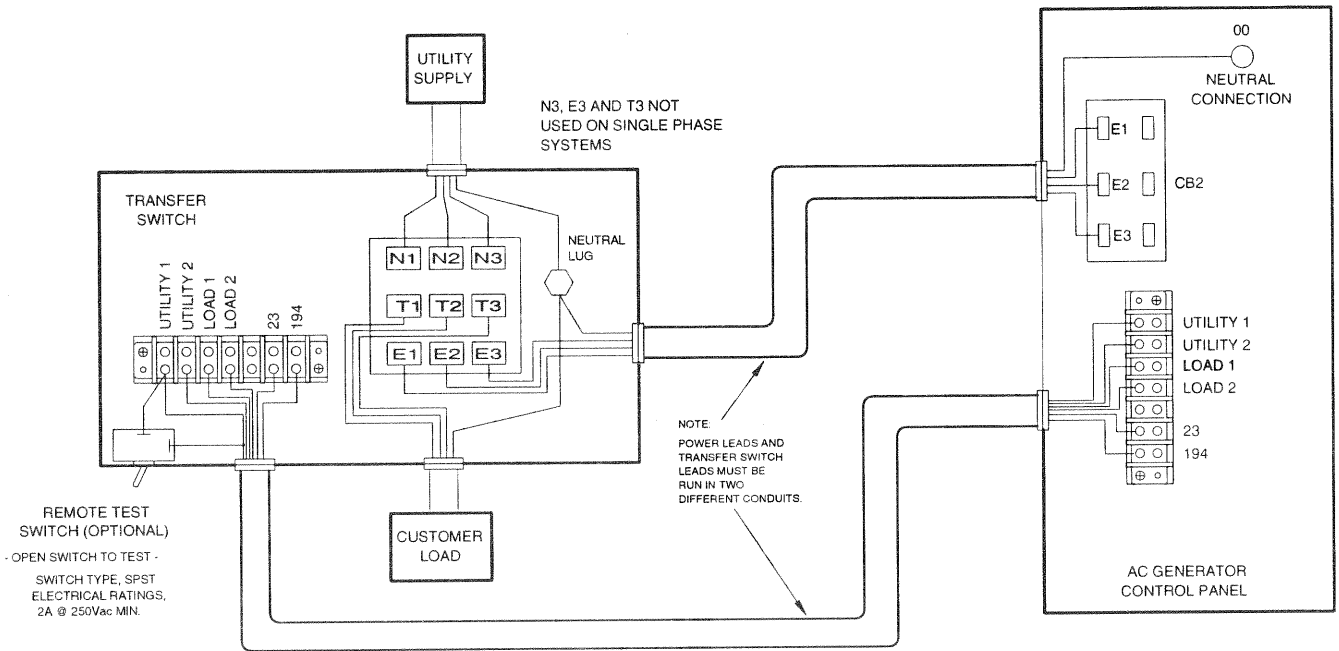 UTILITY
SUPPLY
N3, E3 AND T3 NOT
USED ON SINGLE PHASE
SYSTEMS
00
NEUTRAL
CONNECTION
E1
E2
E3
CB2
TRANSFER
SWITCH
UTILITY 1
UTILITY 2
LOAD 1
LOAD 2
23
194
N1 N2 N3
T1 T2 T3
E1 E2 E3
NEUTRAL
LUG
UTILITY 1
UTILITY 2
LOAD 1
LOAD 2
23
194
NOTE:
POWER LEADS AND
TRANSFER SWITCH
LEADS MUST BE
RUN IN TWO
DIFFERENT CONDUITS.
REMOTE TEST
SWITCH (OPTIONAL)
- OPEN SWITCH TO TEST -
SWITCH TYPE, SPST
ELECTRICAL RATINGS,
2A @ 250Vac MIN.
CUSTOMER
LOAD
AC GENERATOR
CONTROL PANEL